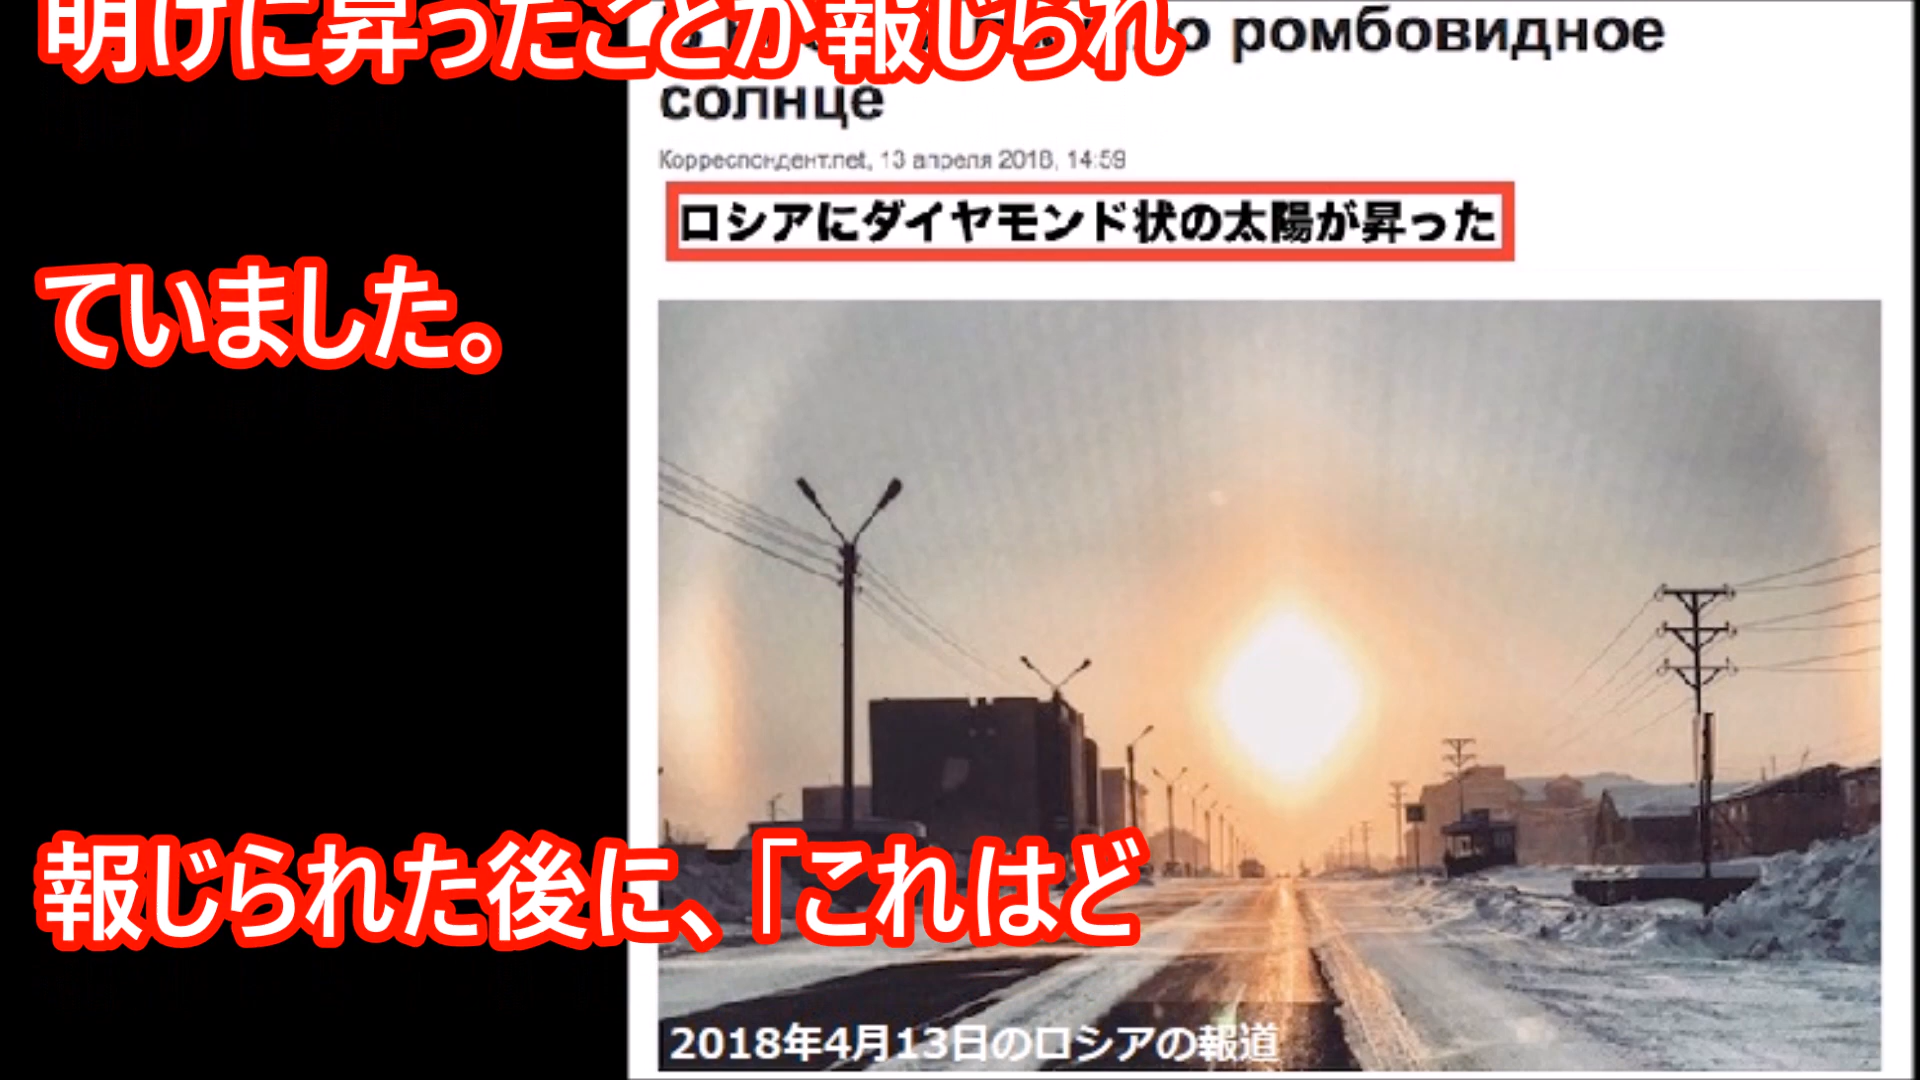 明けに昇ったことが報じられ
ромбовидное
солнце
Корреспондент.net, 13 апреля 2018, 14:59
ロシアにダイヤモンド状の太陽が昇った
ていました。
報じられた後に、「これはど
2018年4月13日のロシアの報道